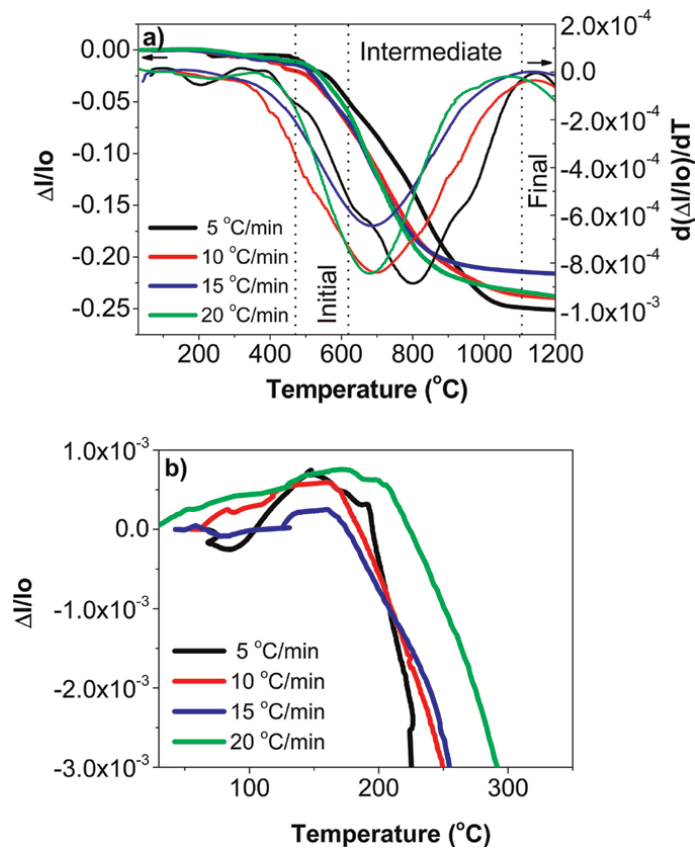 a)
Intermediate
Initial
Final
ΔI/Io
0.00
-0.05
-0.10
-0.15
-0.20
-0.25
2.0x10⁻⁴
0.0
-2.0x10⁻⁴
-4.0x10⁻⁴
-6.0x10⁻⁴
-8.0x10⁻⁴
-1.0x10⁻³
d(ΔI/Io)/dT
5 °C/min
10 °C/min
15 °C/min
20 °C/min
200 400 600 800 1000 1200
Temperature (°C)
b)
ΔI/Io
1.0x10⁻³
0.0
-1.0x10⁻³
-2.0x10⁻³
-3.0x10⁻³
5 °C/min
10 °C/min
15 °C/min
20 °C/min
100 200 300
Temperature (°C)